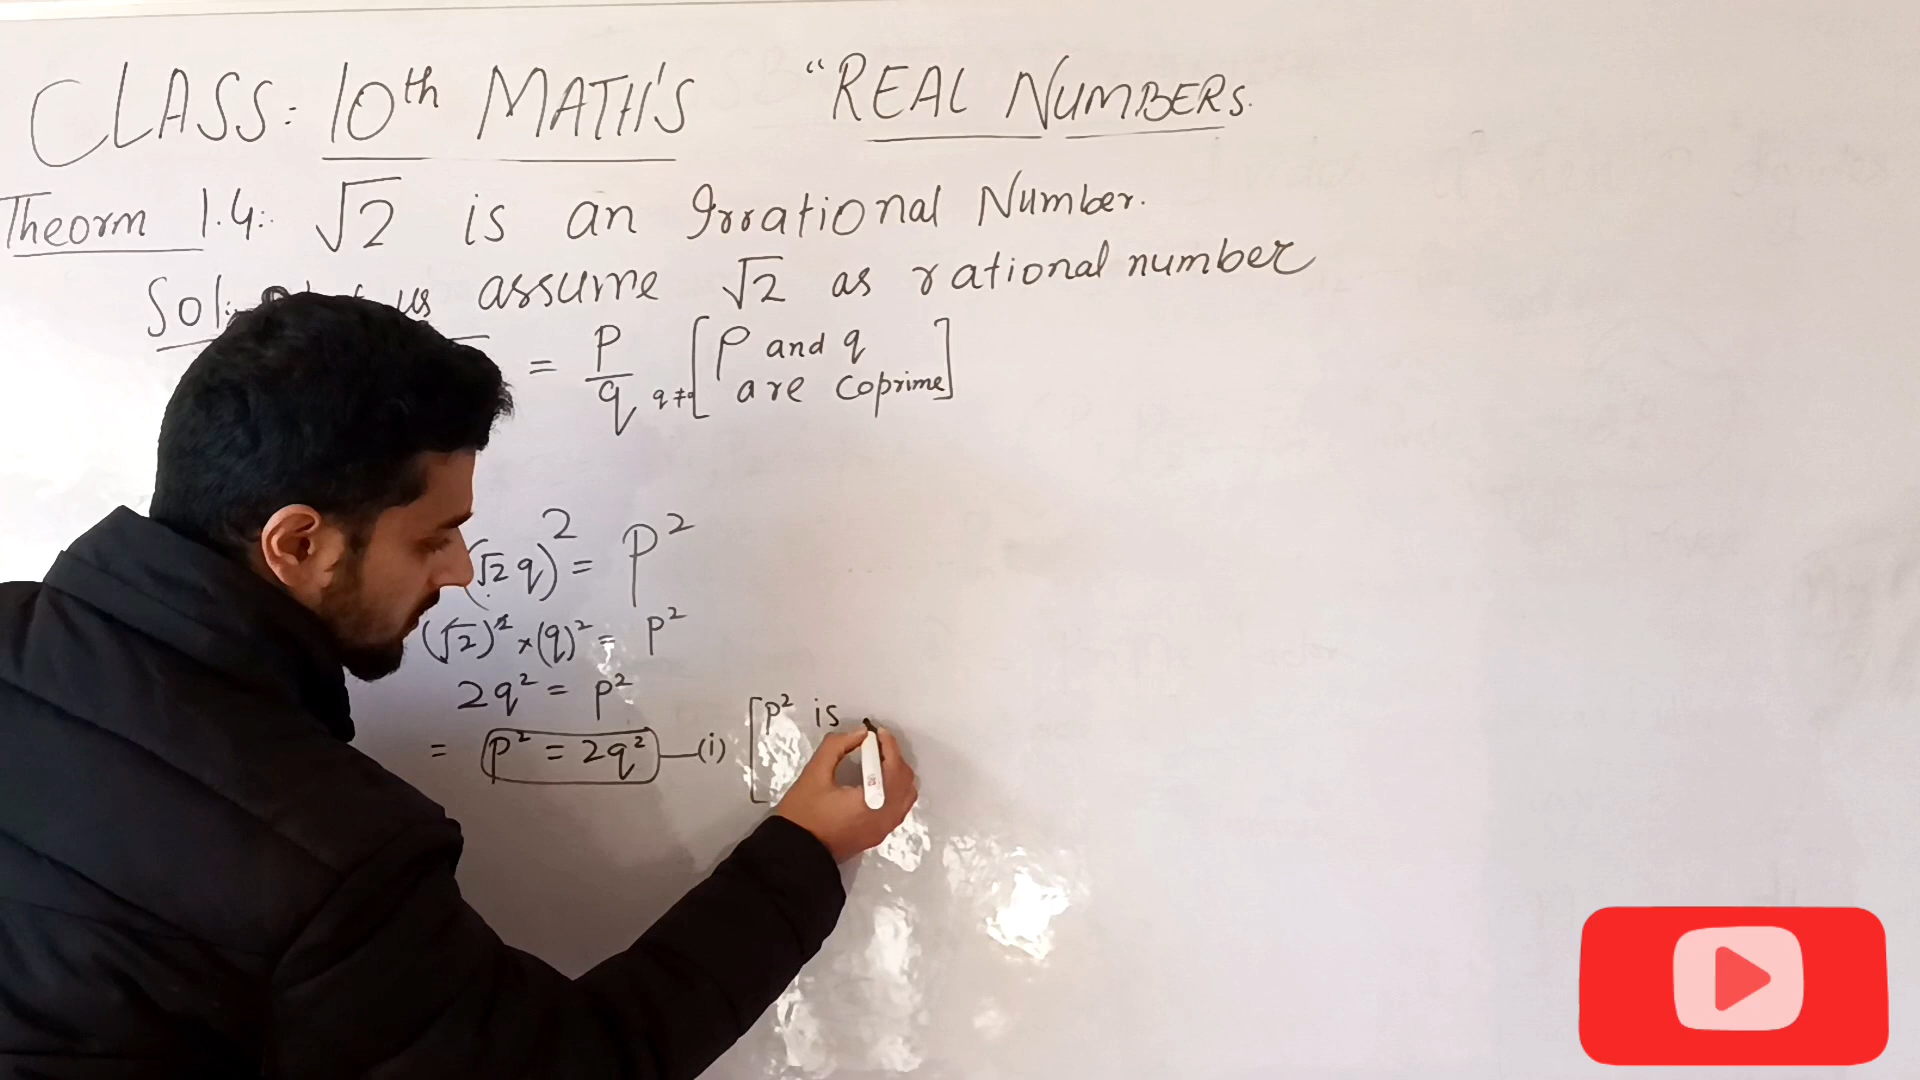 CLASS: 10th MATH'S "REAL NUMBERS.
Theorm 1.4:. √2 is an Irrational Number.
Sol:- us assume √2 as rational number
= p/q q≠0 [p and q are coprime]
(√2 q)² = P²
(√2)² × (q)² = P²
2q² = p²
= p² = 2q² —(i) [p² is